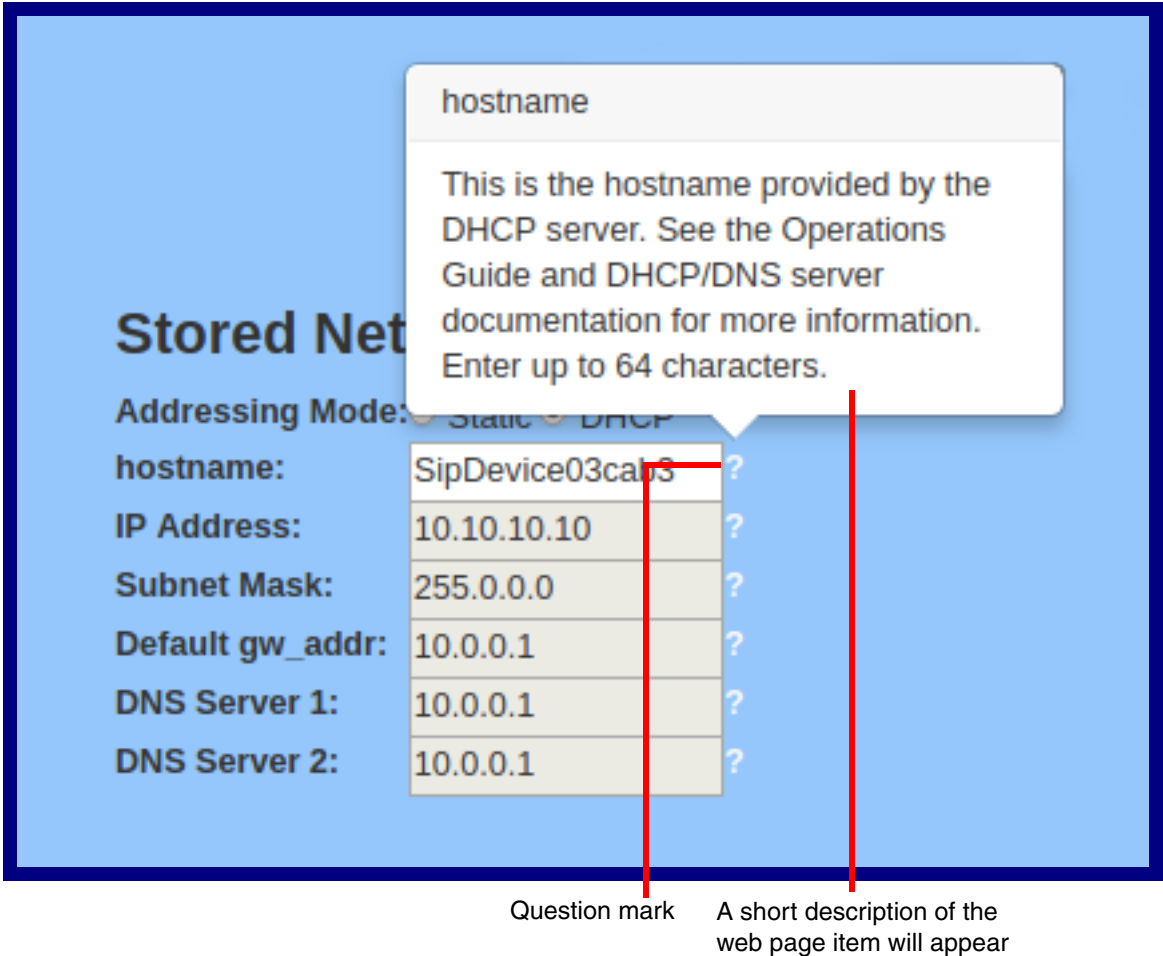 hostname
This is the hostname provided by the
DHCP server. See the Operations
Guide and DHCP/DNS server
documentation for more information.
Enter up to 64 characters.
Stored Net
Addressing Mode: Static DHCP
hostname: SipDevice03cab3 ?
IP Address: 10.10.10.10 ?
Subnet Mask: 255.0.0.0 ?
Default gw_addr: 10.0.0.1 ?
DNS Server 1: 10.0.0.1 ?
DNS Server 2: 10.0.0.1 ?
Question mark
A short description of the
web page item will appear